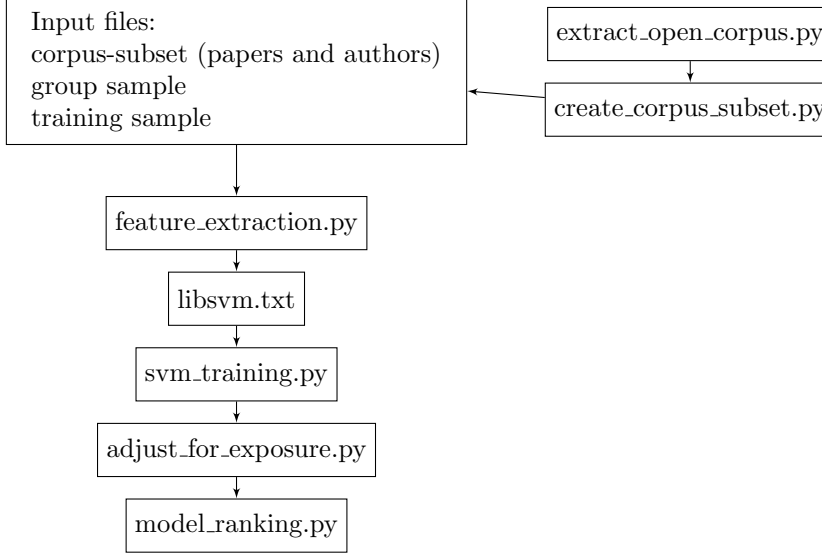 Input files:
corpus-subset (papers and authors)
group sample
training sample
extract_open_corpus.py
create_corpus_subset.py
feature_extraction.py
libsvm.txt
svm_training.py
adjust_for_exposure.py
model_ranking.py